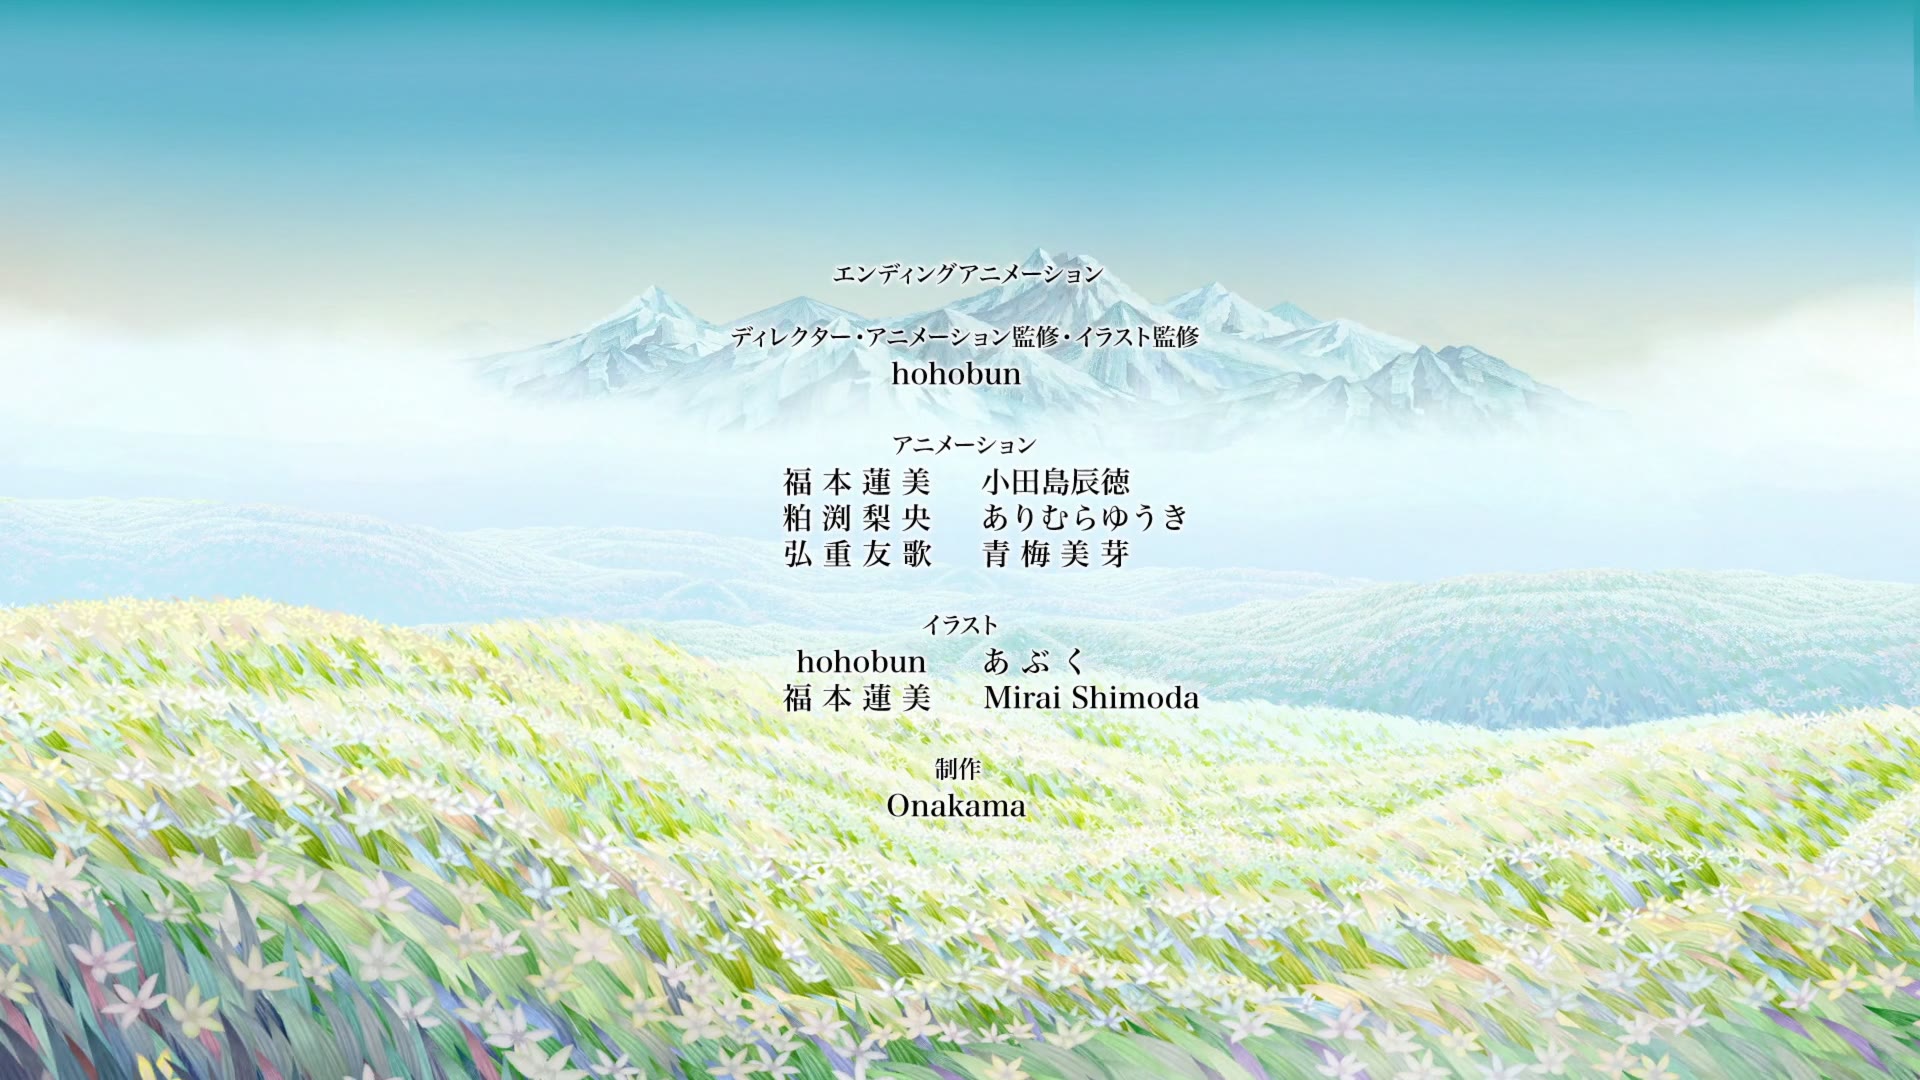 エンディングアニメーション
ディレクター・アニメーション監修・イラスト監修
hohobun
アニメーション
福本蓮美 小田島辰徳
粕渕梨央 ありむらゆうき
弘重友歌 青梅美芽
イラスト
hohobun あぶく
福本蓮美 Mirai Shimoda
制作
Onakama